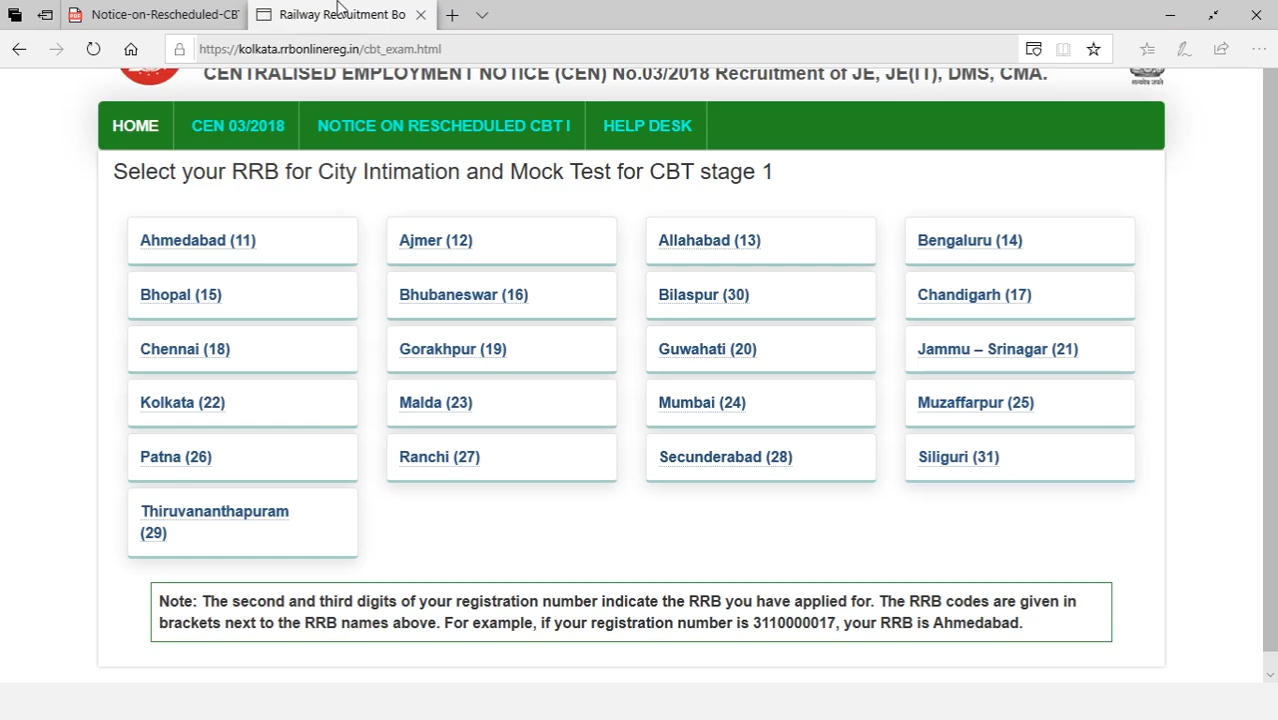 Notice-on-Rescheduled-CBT
Railway Recruitment Bo
https://kolkata.rrbonlinereg.in/cbt_exam.html
CENTRALISED EMPLOYMENT NOTICE (CEN) No.03/2018 Recruitment of JE, JE(IT), DMS, CMA.
HOME CEN 03/2018 NOTICE ON RESCHEDULED CBT I HELP DESK
Select your RRB for City Intimation and Mock Test for CBT stage 1
Ahmedabad (11) Ajmer (12) Allahabad (13) Bengaluru (14)
Bhopal (15) Bhubaneswar (16) Bilaspur (30) Chandigarh (17)
Chennai (18) Gorakhpur (19) Guwahati (20) Jammu – Srinagar (21)
Kolkata (22) Malda (23) Mumbai (24) Muzaffarpur (25)
Patna (26) Ranchi (27) Secunderabad (28) Siliguri (31)
Thiruvananthapuram
(29)
Note: The second and third digits of your registration number indicate the RRB you have applied for. The RRB codes are given in
brackets next to the RRB names above. For example, if your registration number is 3110000017, your RRB is Ahmedabad.